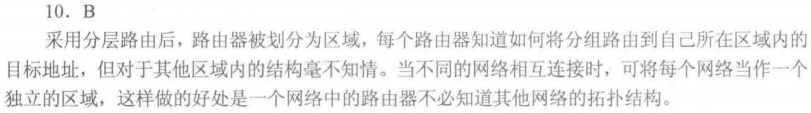 10．B
采用分层路由后，路由器被划分为区域，每个路由器知道如何将分组路由到自己所在区域内的
目标地址，但对于其他区域内的结构毫不知情。当不同的网络相互连接时，可将每个网络当作一个
独立的区域，这样做的好处是一个网络中的路由器不必知道其他网络的拓扑结构。